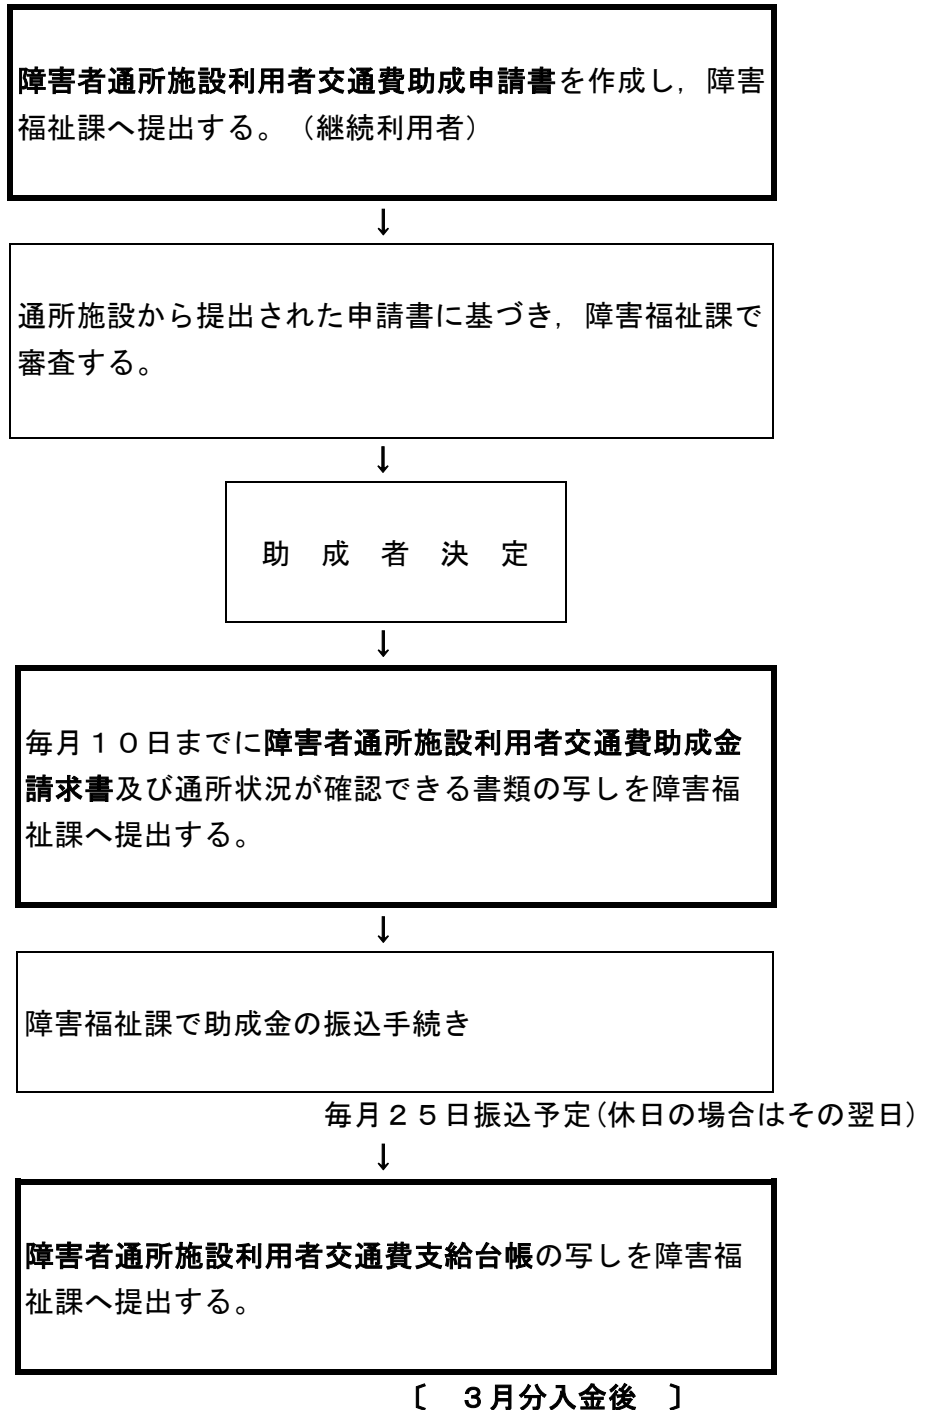 障害者通所施設利用者交通費助成申請書を作成し，障害
福祉課へ提出する。（継続利用者）
↓
通所施設から提出された申請書に基づき，障害福祉課で
審査する。
↓
助　成　者　決　定
↓
毎月１０日までに障害者通所施設利用者交通費助成金
請求書及び通所状況が確認できる書類の写しを障害福
祉課へ提出する。
↓
障害福祉課で助成金の振込手続き
毎月２５日振込予定(休日の場合はその翌日)
↓
障害者通所施設利用者交通費支給台帳の写しを障害福
祉課へ提出する。
〔　３月分入金後　〕